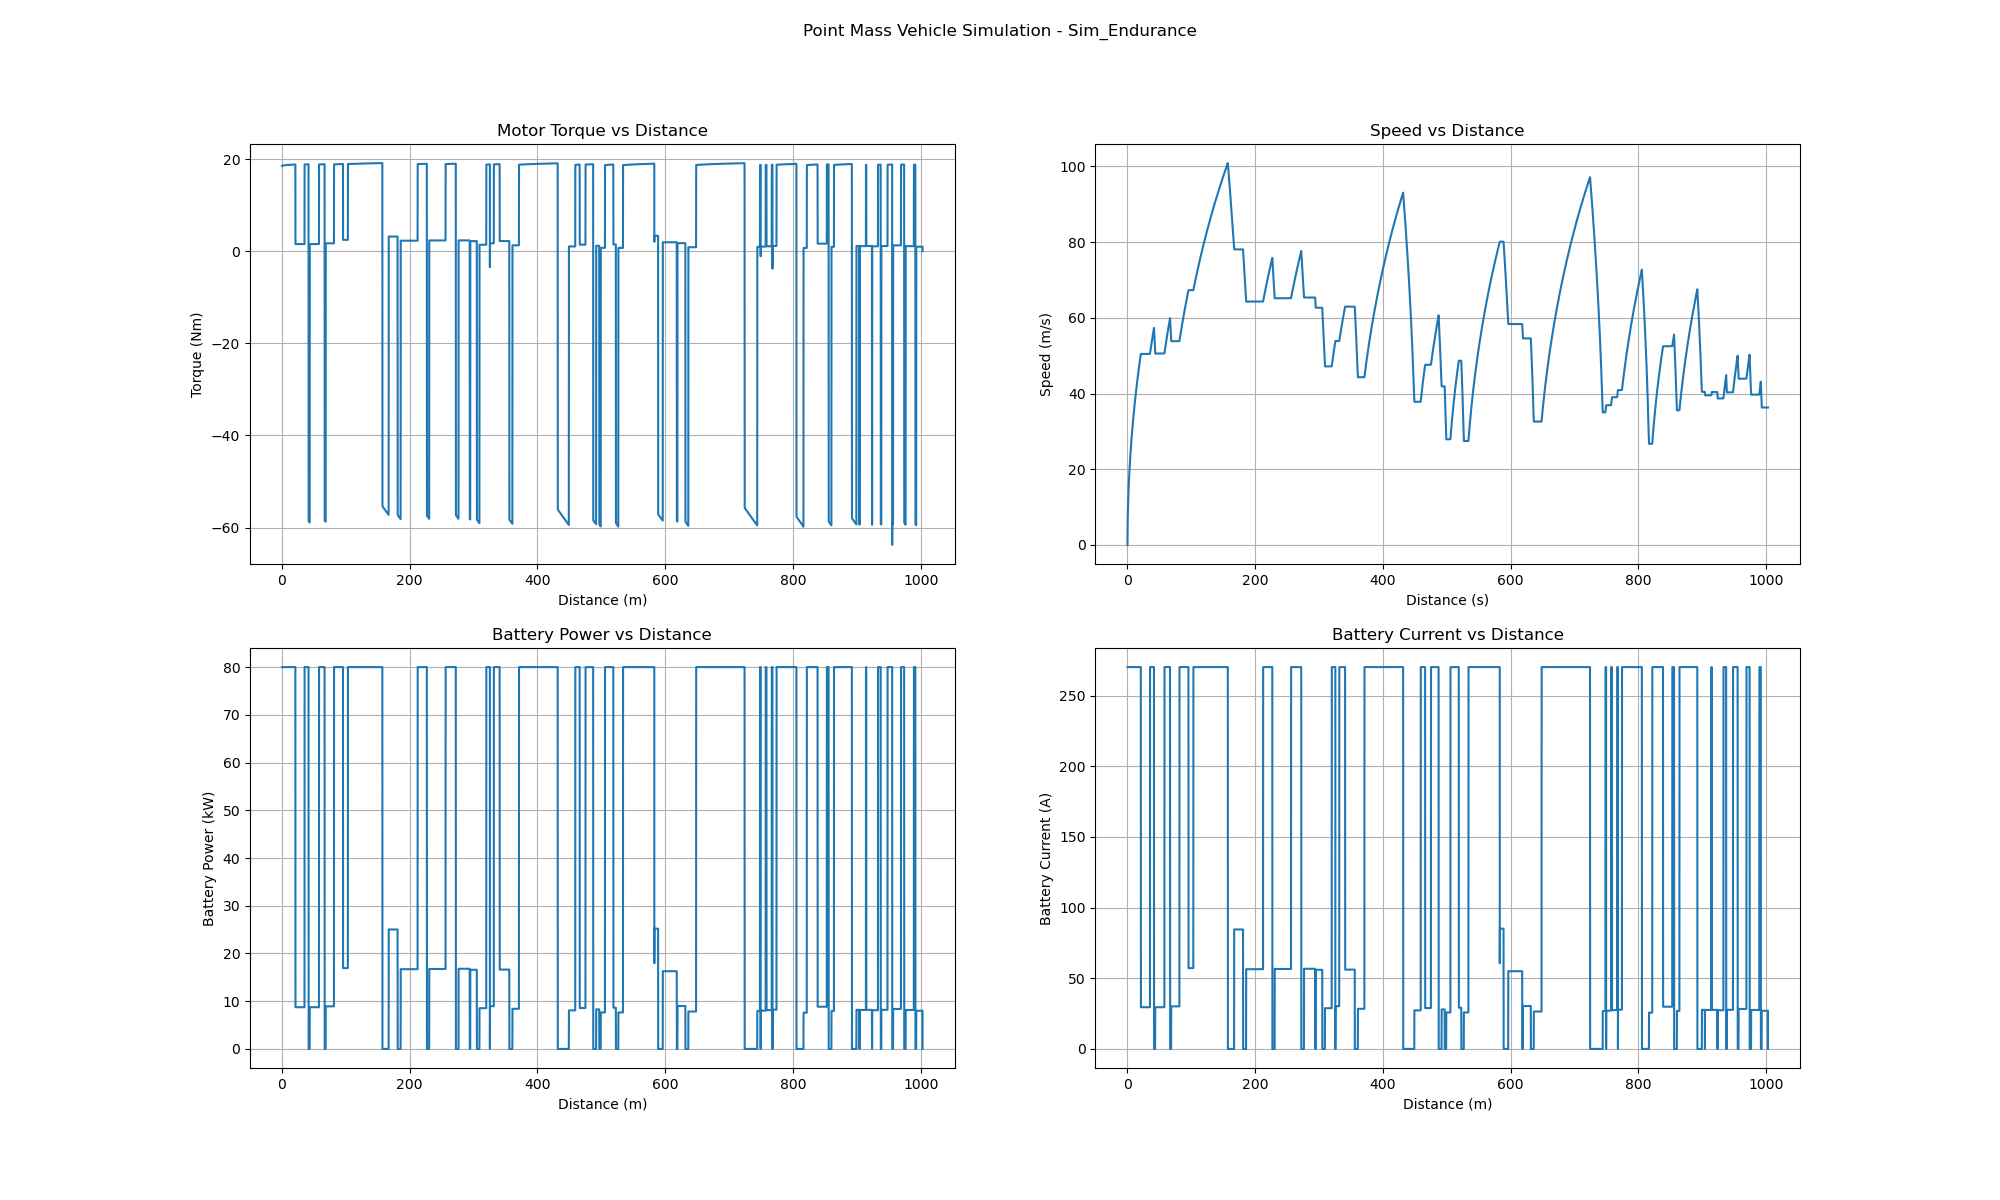 Point Mass Vehicle Simulation - Sim_Endurance
Motor Torque vs Distance
Torque (Nm)
20
0
−20
−40
−60
0 200 400 600 800 1000
Distance (m)
Speed vs Distance
Speed (m/s)
100
80
60
40
20
0
0 200 400 600 800 1000
Distance (s)
Battery Power vs Distance
Battery Power (kW)
80
70
60
50
40
30
20
10
0
0 200 400 600 800 1000
Distance (m)
Battery Current vs Distance
Battery Current (A)
250
200
150
100
50
0
0 200 400 600 800 1000
Distance (m)